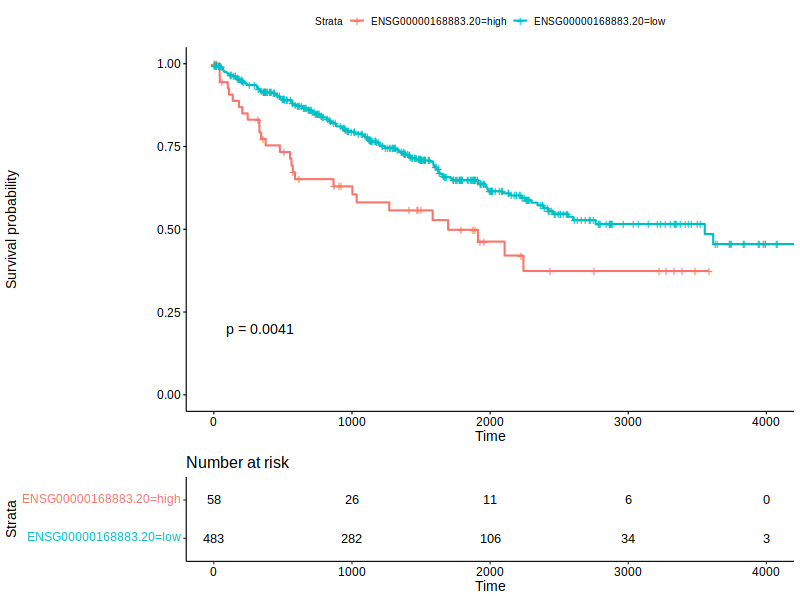 Strata ENSG00000168883.20=high ENSG00000168883.20=low
Survival probability
1.00
0.75
0.50
0.25
0.00
p = 0.0041
0 1000 2000 3000 4000
Time
Number at risk
Strata
ENSG00000168883.20=high 58 26 11 6 0
ENSG00000168883.20=low 483 282 106 34 3
0 1000 2000 3000 4000
Time